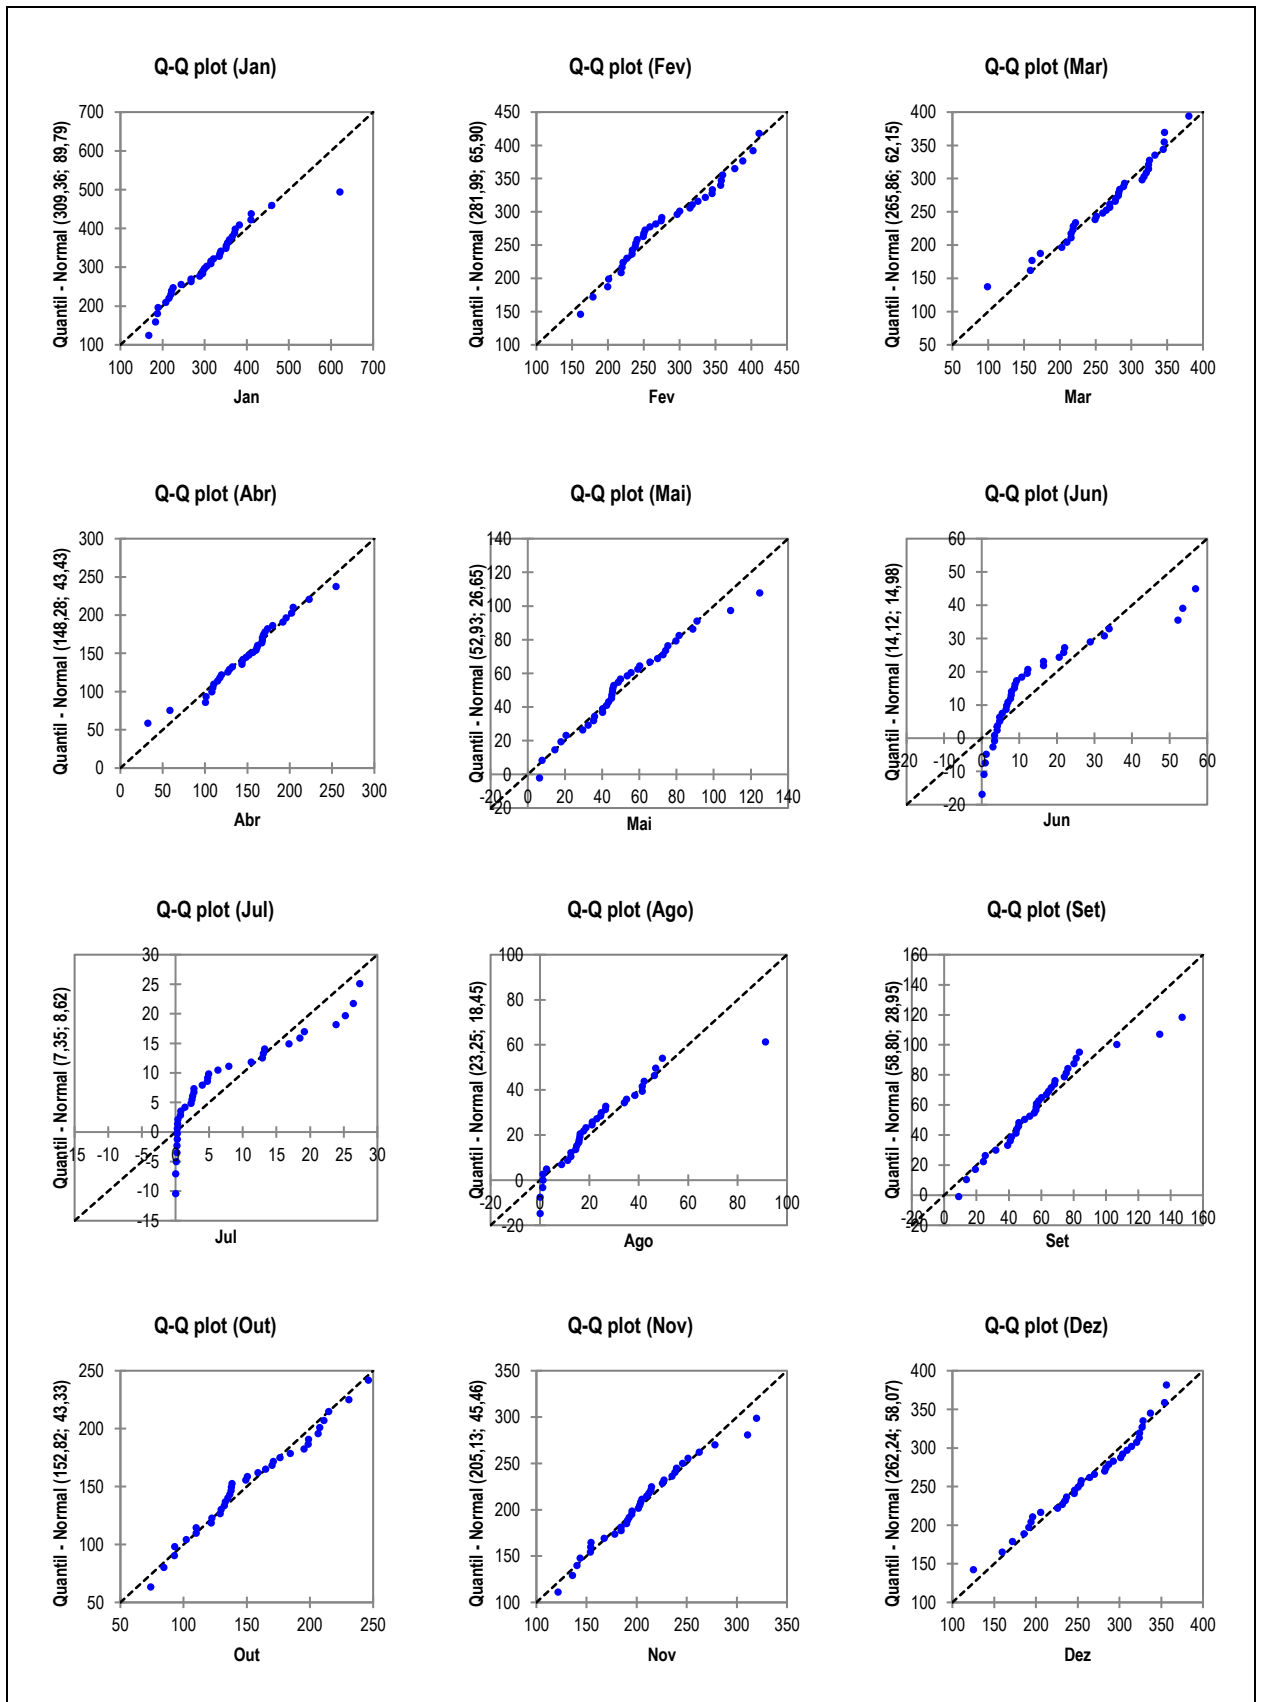 Q-Q plot (Jan)
Quantil - Normal (309,36; 89,79)
700
600
500
400
300
200
100
100 200 300 400 500 600 700
Jan
Q-Q plot (Fev)
Quantil - Normal (281,99; 65,90)
450
400
350
300
250
200
150
100
100 150 200 250 300 350 400 450
Fev
Q-Q plot (Mar)
Quantil - Normal (265,86; 62,15)
400
350
300
250
200
150
100
50
50 100 150 200 250 300 350 400
Mar
Q-Q plot (Abr)
Quantil - Normal (148,28; 43,43)
300
250
200
150
100
50
0
0 50 100 150 200 250 300
Abr
Q-Q plot (Mai)
Quantil - Normal (52,93; 26,65)
140
120
100
80
60
40
20
0
-20
-20 0 20 40 60 80 100 120 140
Mai
Q-Q plot (Jun)
Quantil - Normal (14,12; 14,98)
60
50
40
30
20
10
0
-10
-20
-20 -10 0 10 20 30 40 50 60
Jun
Q-Q plot (Jul)
Quantil - Normal (7,35; 8,62)
30
25
20
15
10
5
0
-5
-10
-15
-15 -10 -5 0 5 10 15 20 25 30
Jul
Q-Q plot (Ago)
Quantil - Normal (23,25; 18,45)
100
80
60
40
20
0
-20
-20 0 20 40 60 80 100
Ago
Q-Q plot (Set)
Quantil - Normal (58,80; 28,95)
160
140
120
100
80
60
40
20
0
-20
-20 0 20 40 60 80 100 120 140 160
Set
Q-Q plot (Out)
Quantil - Normal (152,82; 43,33)
250
200
150
100
50
50 100 150 200 250
Out
Q-Q plot (Nov)
Quantil - Normal (205,13; 45,46)
350
300
250
200
150
100
100 150 200 250 300 350
Nov
Q-Q plot (Dez)
Quantil - Normal (262,24; 58,07)
400
350
300
250
200
150
100
100 150 200 250 300 350 400
Dez